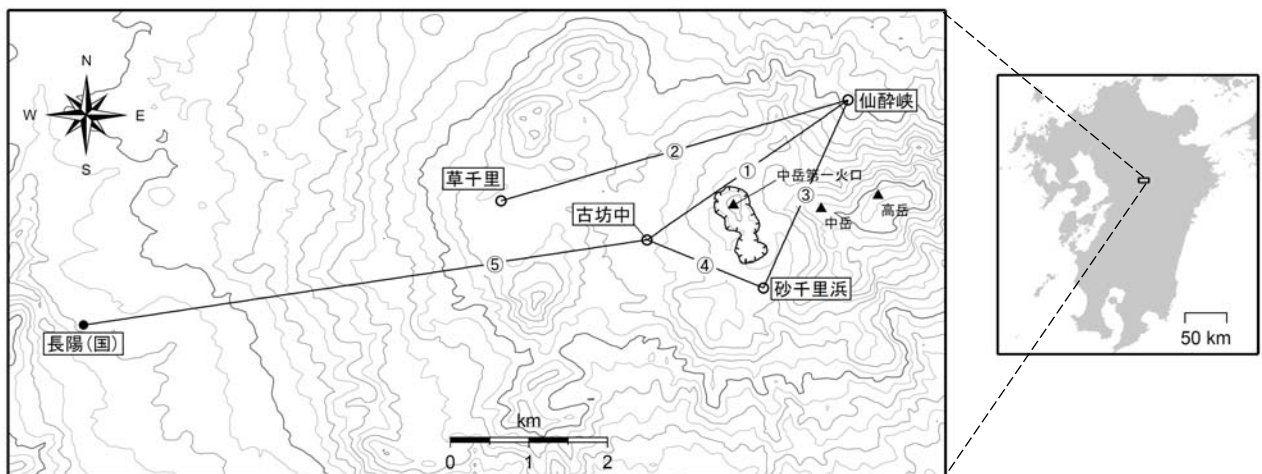 N
W
E
S
仙酔峡
②
草千里
①
中岳第一火口
③
高岳
中岳
古坊中
④
⑤
砂千里浜
長陽(国)
km
0
1
2
50 km